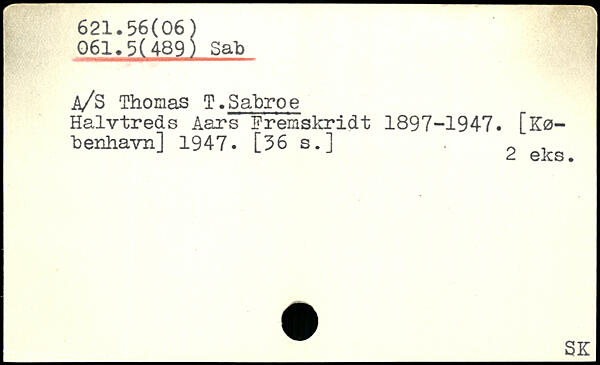 621.56(06)
061.5(489) Sab
A/S Thomas T.Sabroe
Halvtreds Aars Fremskridt 1897-1947. [Kø-
benhavn] 1947. [36 s.]
2 eks.
SK